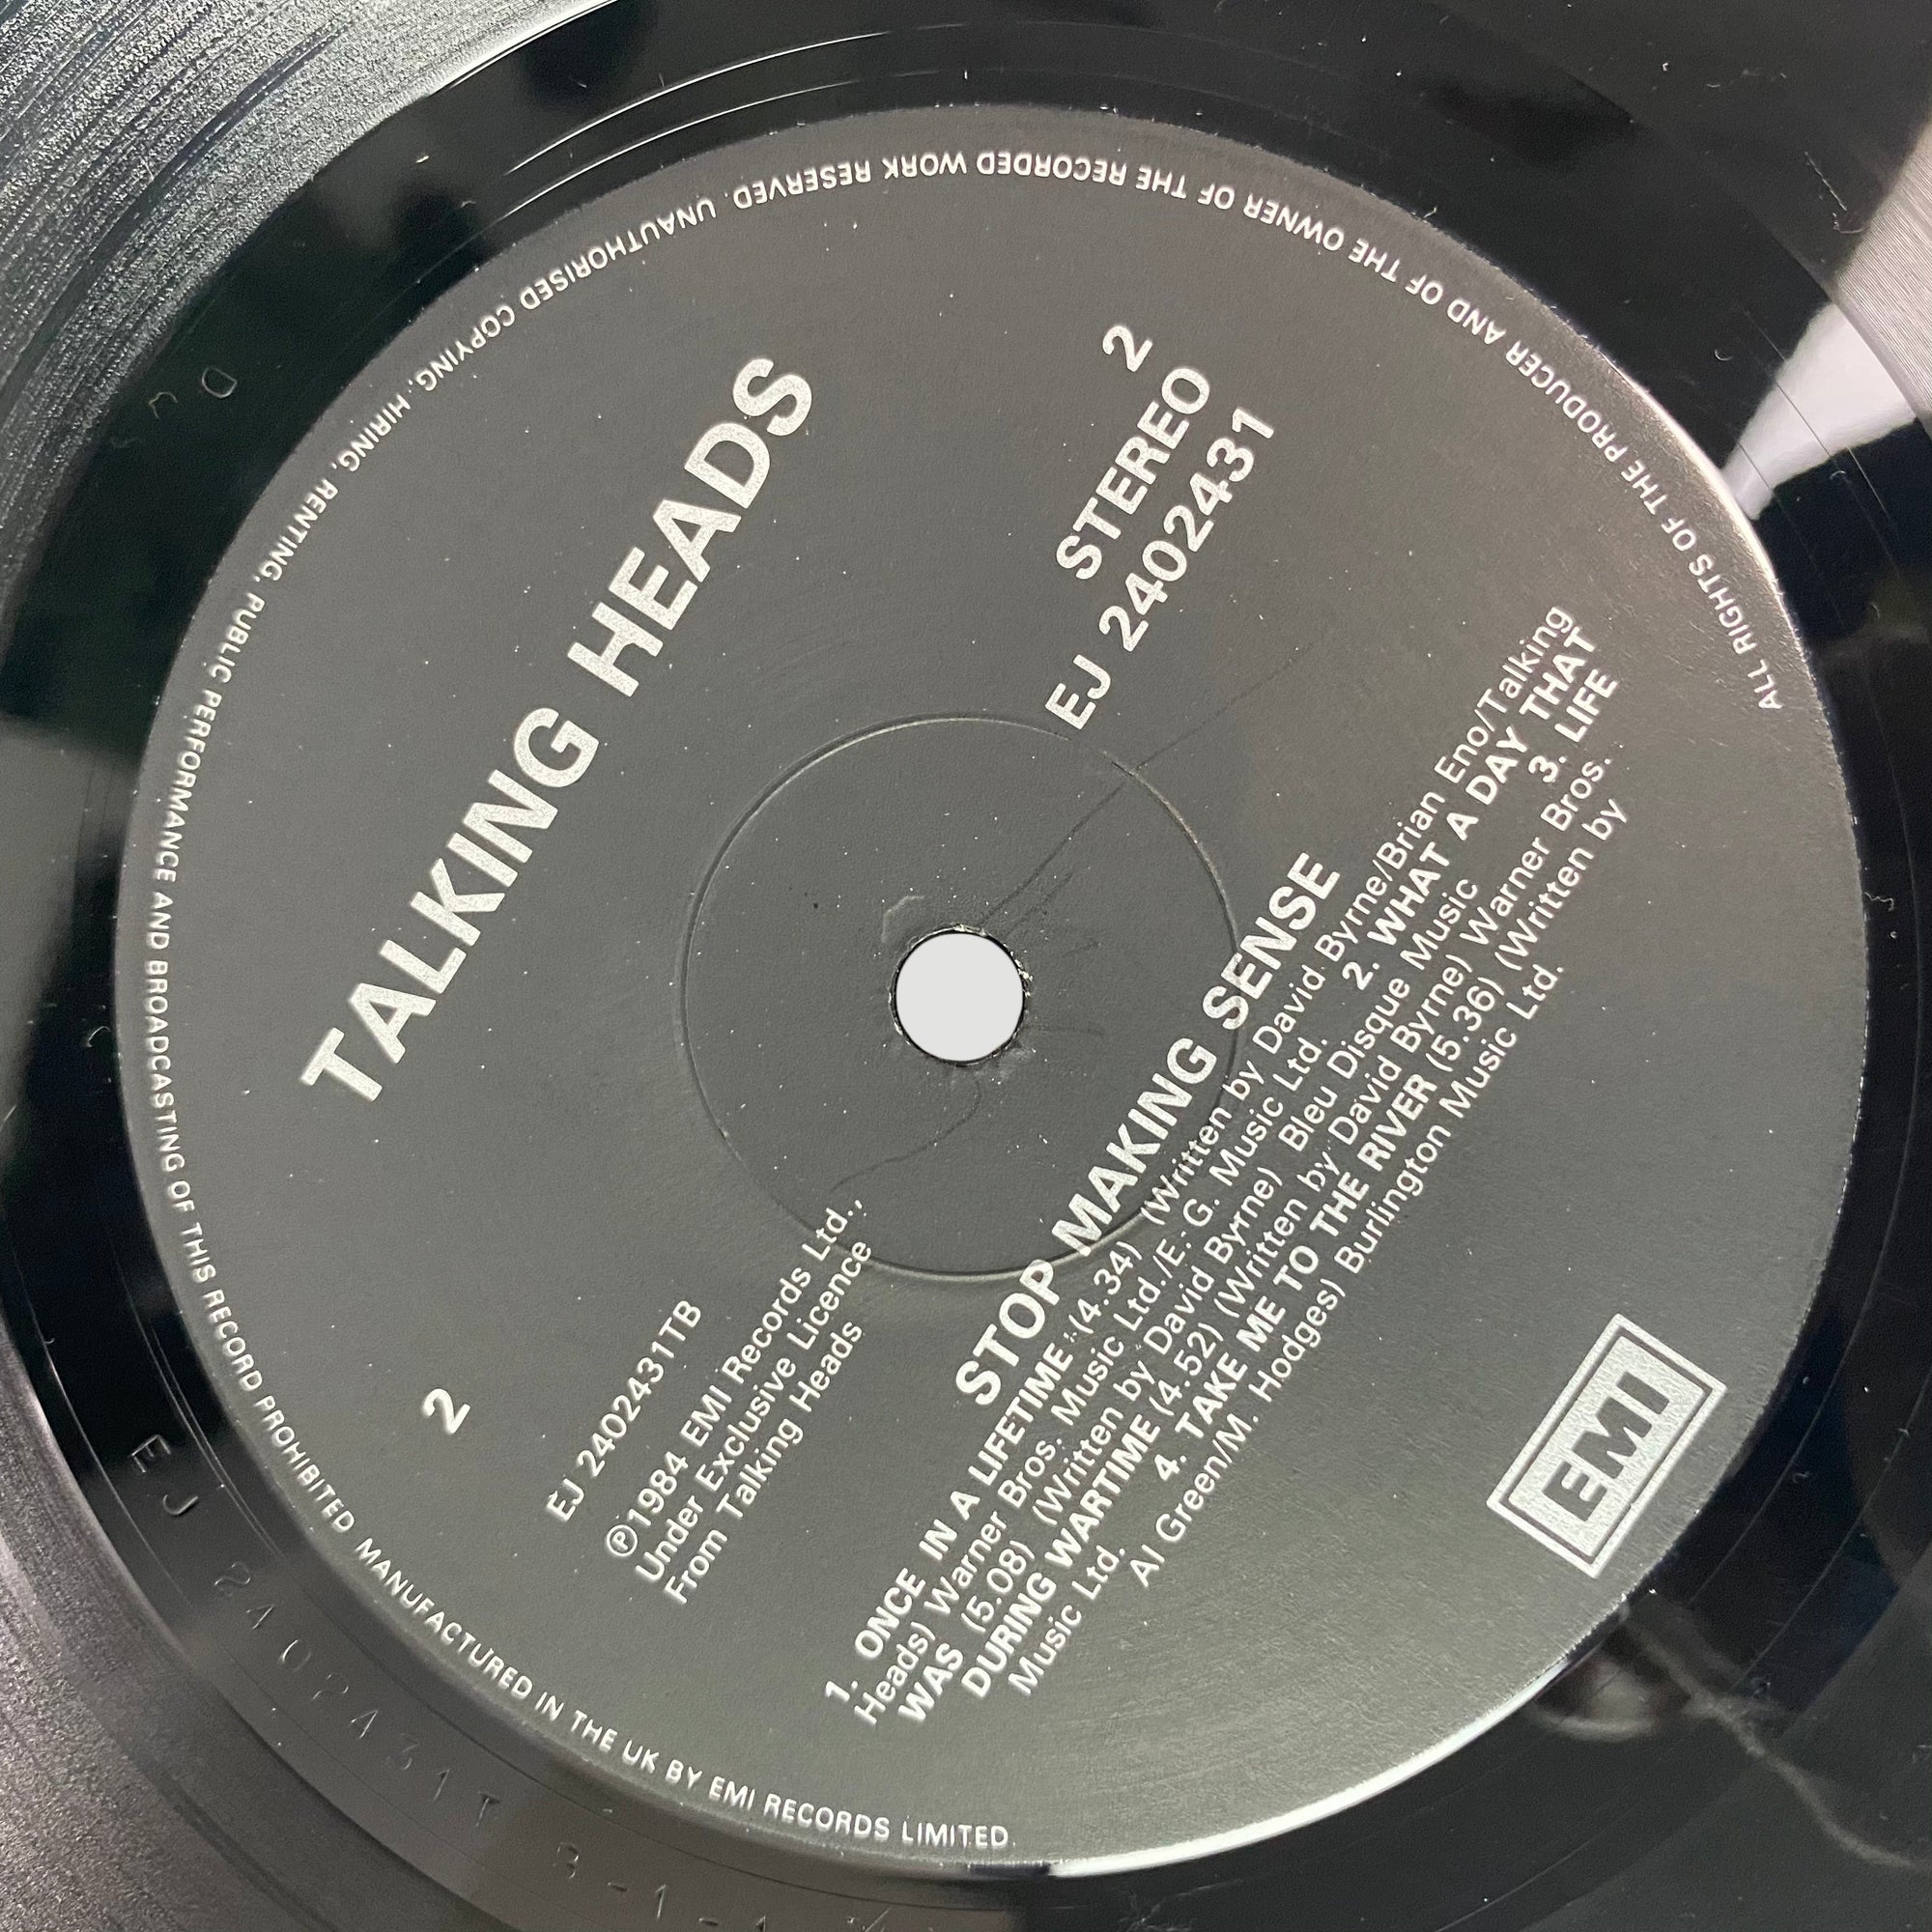 TALKING HEADS
2
STEREO
EJ 2402431
2
EJ 2402431TB
Ⓟ1984 EMI Records Ltd.,
Under Exclusive Licence
From Talking Heads
STOP MAKING SENSE
1. ONCE IN A LIFETIME (4.34) (Written by David Byrne/Brian Eno/Talking
Heads) Warner Bros. Music Ltd./E.G. Music Ltd. 2. WHAT A DAY THAT
WAS (5.08) (Written by David Byrne) Bleu Disque Music 3. LIFE
DURING WARTIME (4.52) (Written by David Byrne) Warner Bros.
Music Ltd. 4. TAKE ME TO THE RIVER (5.36) (Written by
Al Green/M. Hodges) Burlington Music Ltd.
EMI
ALL RIGHTS OF THE PRODUCER AND OF THE OWNER OF THE RECORDED WORK RESERVED. UNAUTHORISED COPYING, HIRING, RENTING, PUBLIC PERFORMANCE AND BROADCASTING OF THIS RECORD PROHIBITED MANUFACTURED IN THE UK BY EMI RECORDS LIMITED.
EJ 2402431T B-1-1